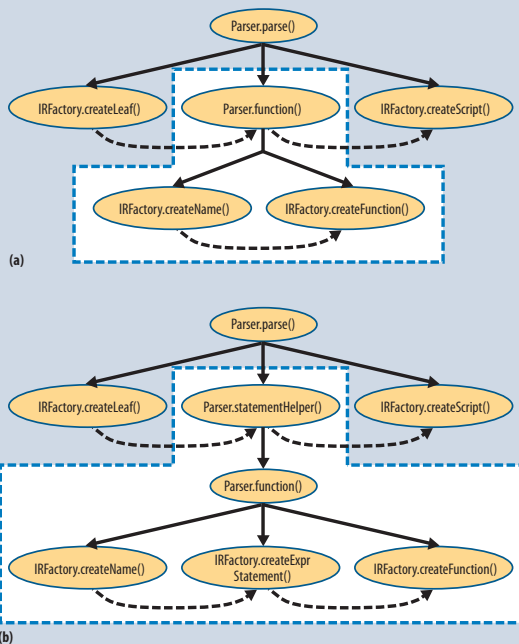 Parser.parse()
IRFactory.createLeaf()
Parser.function()
IRFactory.createScript()
IRFactory.createName()
IRFactory.createFunction()
(a)
Parser.parse()
IRFactory.createLeaf()
Parser.statementHelper()
IRFactory.createScript()
Parser.function()
IRFactory.createName()
IRFactory.createExpr
Statement()
IRFactory.createFunction()
(b)